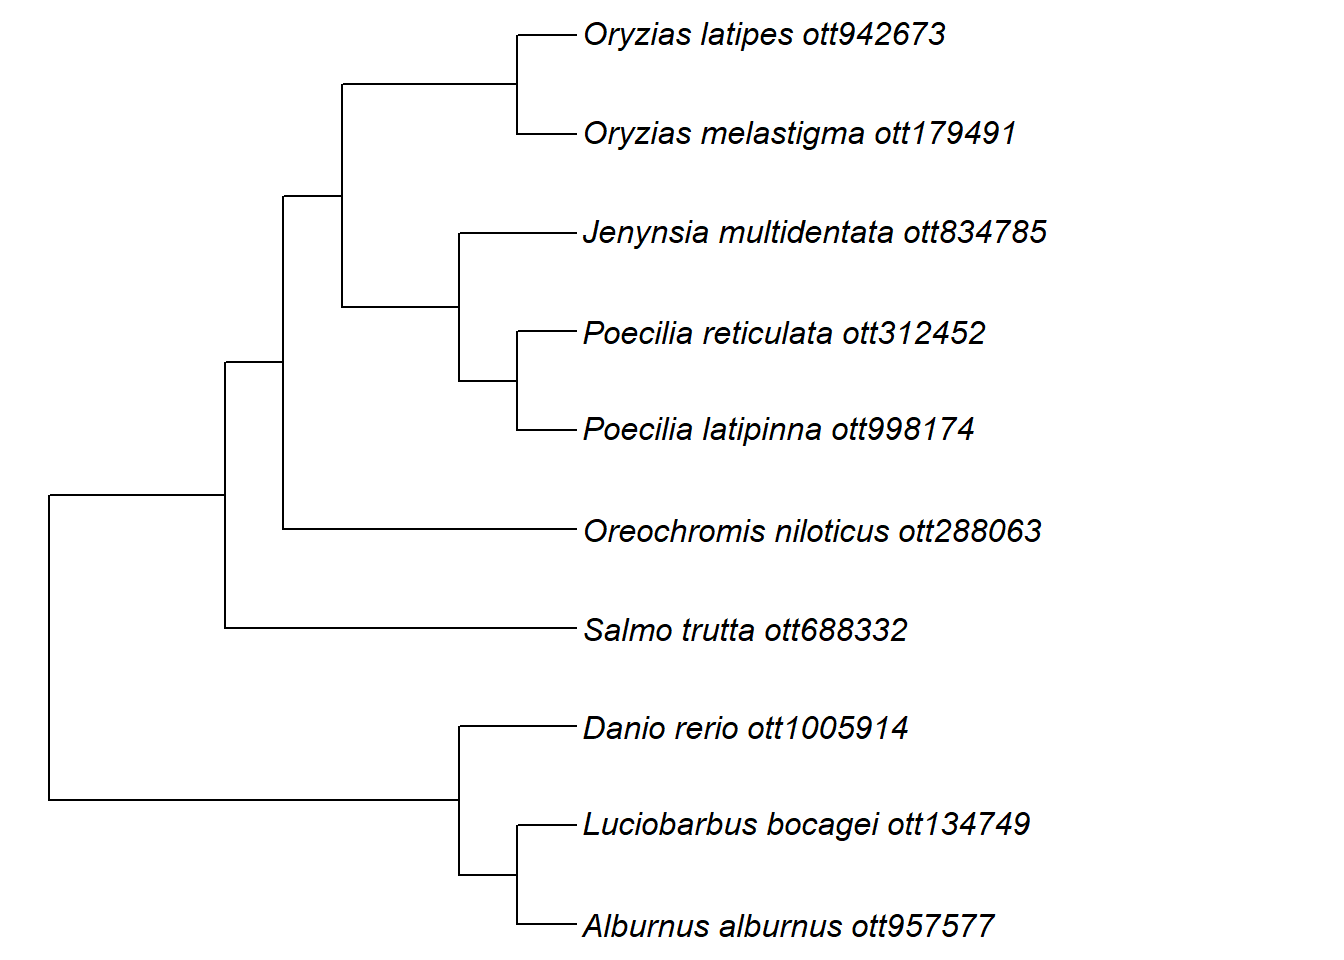 Oryzias latipes ott942673
Oryzias melastigma ott179491
Jenynsia multidentata ott834785
Poecilia reticulata ott312452
Poecilia latipinna ott998174
Oreochromis niloticus ott288063
Salmo trutta ott688332
Danio rerio ott1005914
Luciobarbus bocagei ott134749
Alburnus alburnus ott957577